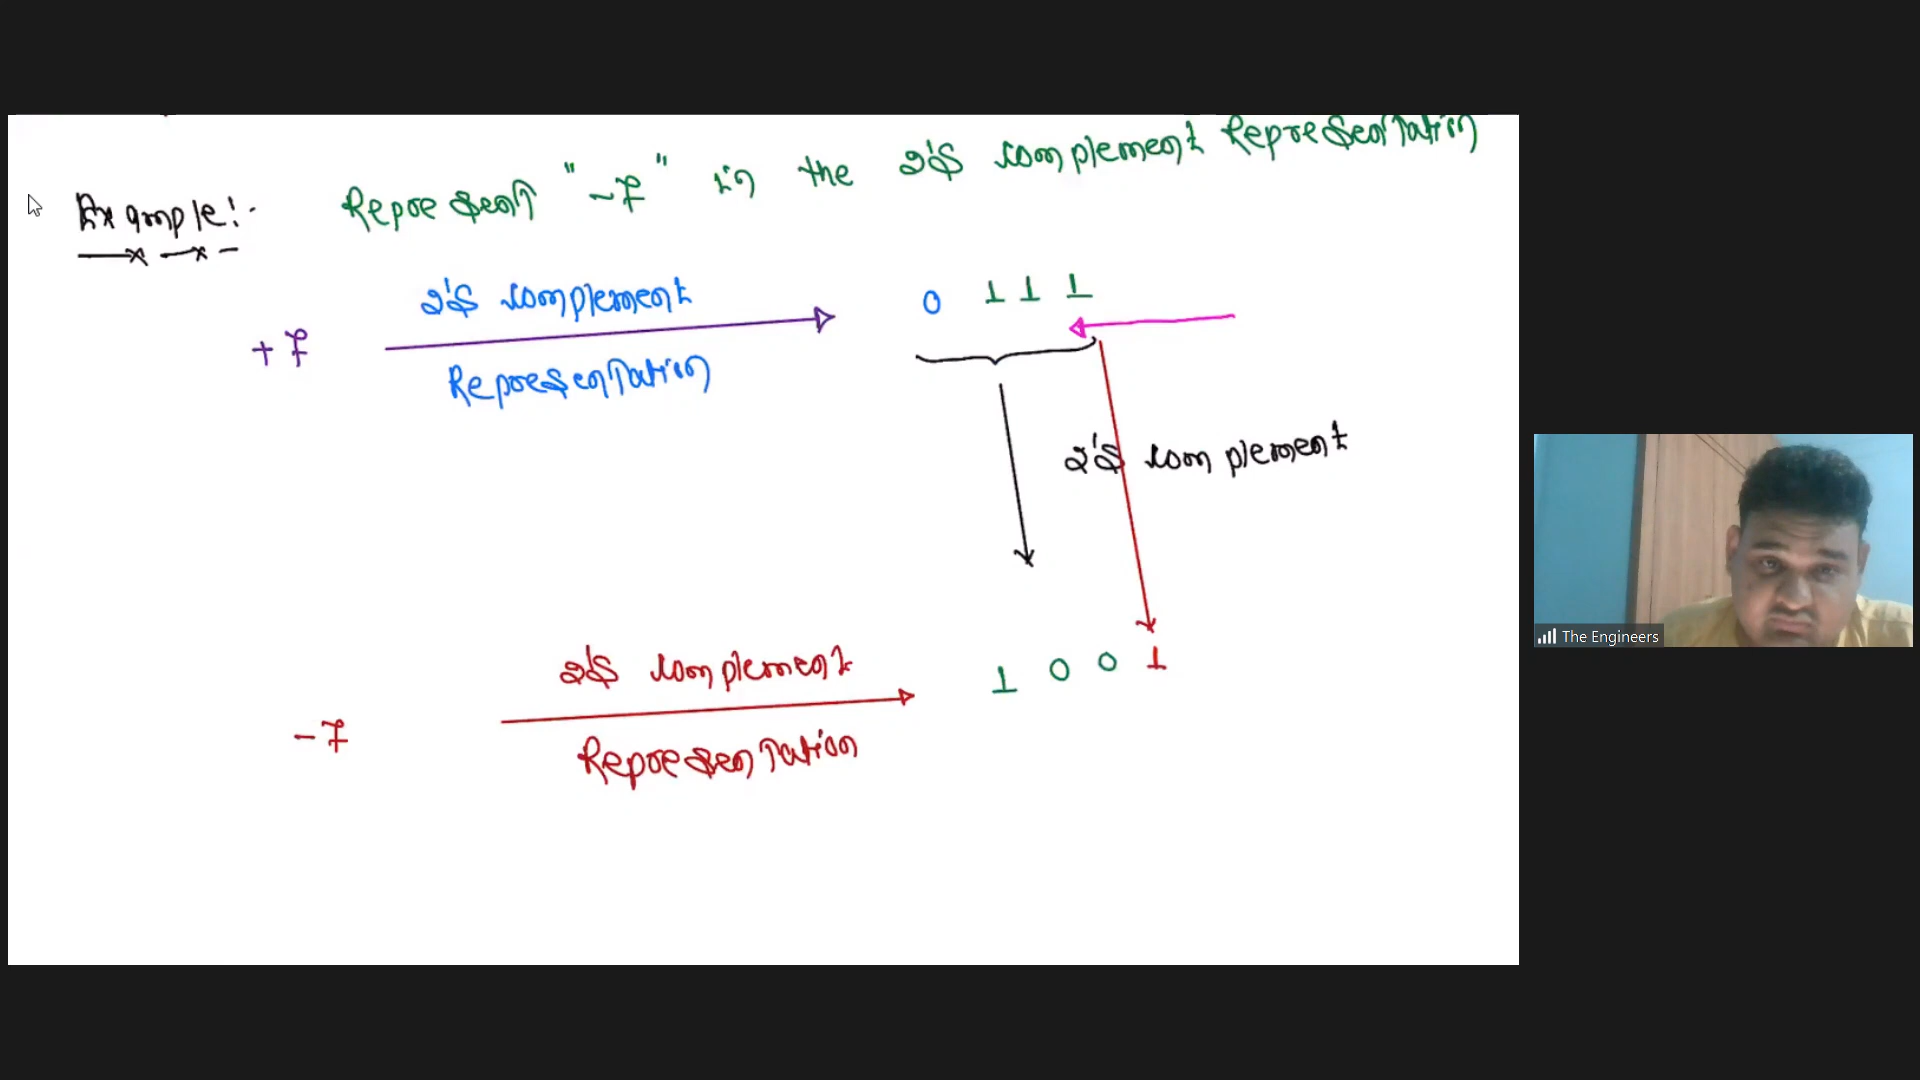 Example:- Represent "-7" in the 2's complement Representation
2's complement
0 1 1 1
+7
Representation
2's complement
2's complement
1 0 0 1
-7
Representation
The Engineers